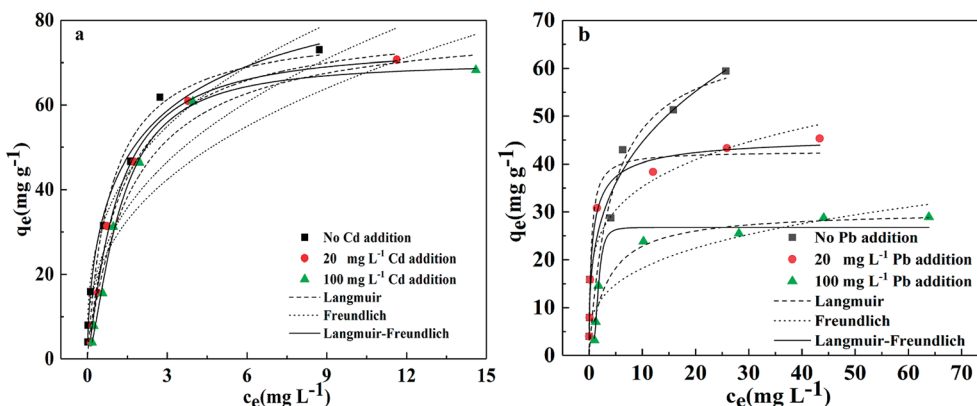 a
80
60
40
20
0
qe(mg g-1)
0
3
6
9
12
15
ce(mg L-1)
No Cd addition
20 mg L-1 Cd addition
100 mg L-1 Cd addition
Langmuir
Freundlich
Langmuir-Freundlich
b
70
60
50
40
30
20
10
0
qe(mg g-1)
0
10
20
30
40
50
60
70
ce(mg L-1)
No Pb addition
20 mg L-1 Pb addition
100 mg L-1 Pb addition
Langmuir
Freundlich
Langmuir-Freundlich